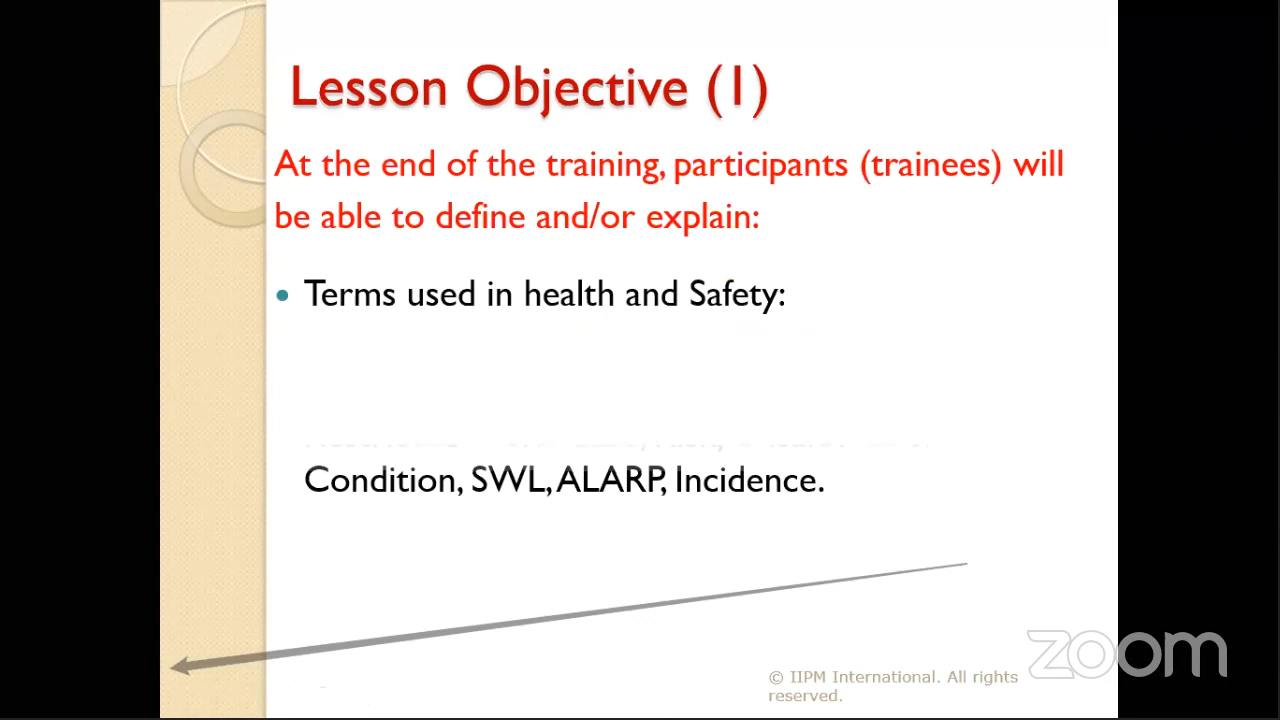 Lesson Objective (1)
At the end of the training, participants (trainees) will
be able to define and/or explain:
• Terms used in health and Safety:
Condition, SWL, ALARP, Incidence.
zoom
© IIPM International. All rights
reserved.